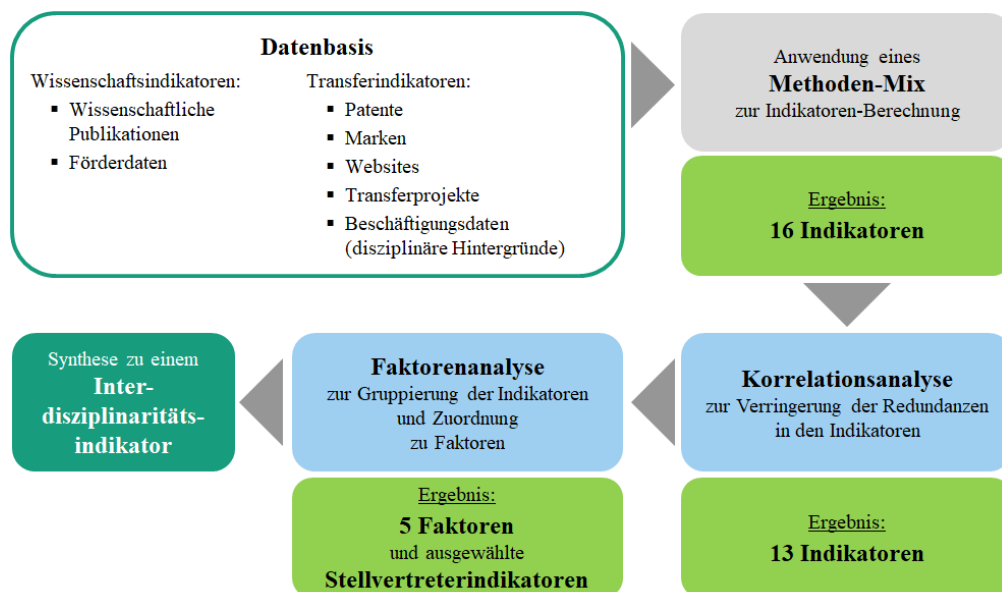 Datenbasis
Wissenschaftsindikatoren:
▪ Wissenschaftliche
Publikationen
▪ Förderdaten
Transferindikatoren:
▪ Patente
▪ Marken
▪ Websites
▪ Transferprojekte
▪ Beschäftigungsdaten
(disziplinäre Hintergründe)
Anwendung eines
Methoden-Mix
zur Indikatoren-Berechnung
Ergebnis:
16 Indikatoren
Korrelationsanalyse
zur Verringerung der Redundanzen
in den Indikatoren
Ergebnis:
13 Indikatoren
Faktorenanalyse
zur Gruppierung der Indikatoren
und Zuordnung
zu Faktoren
Ergebnis:
5 Faktoren
und ausgewählte
Stellvertreterindikatoren
Synthese zu einem
Inter-
disziplinaritäts-
indikator